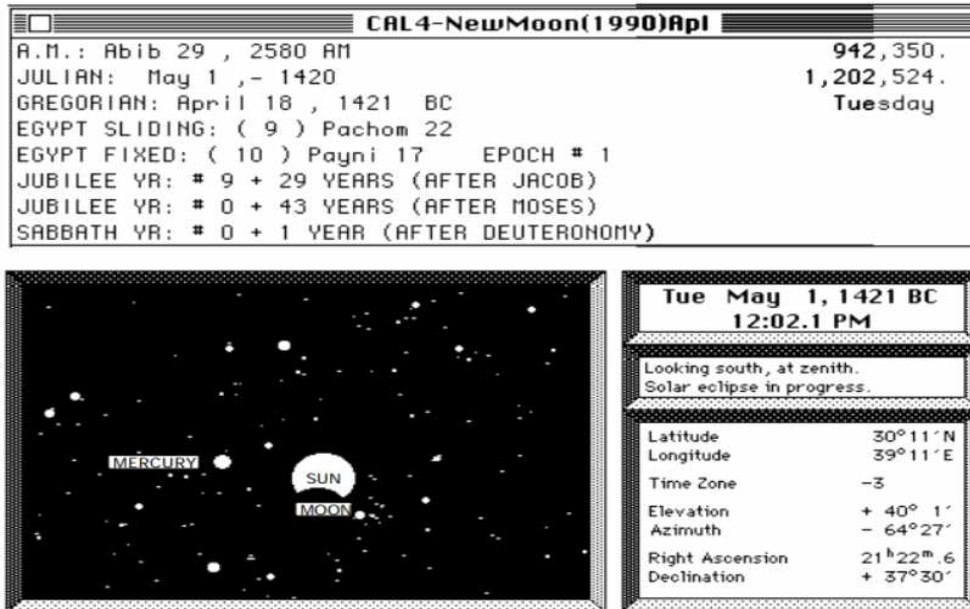 CAL4-NewMoon(1990)Apl
A.M.: Abib 29 , 2580 AM 942,350.
JULIAN: May 1 ,- 1420 1,202,524.
GREGORIAN: April 18 , 1421 BC Tuesday
EGYPT SLIDING: ( 9 ) Pachom 22
EGYPT FIXED: ( 10 ) Payni 17 EPOCH # 1
JUBILEE YR: # 9 + 29 YEARS (AFTER JACOB)
JUBILEE YR: # 0 + 43 YEARS (AFTER MOSES)
SABBATH YR: # 0 + 1 YEAR (AFTER DEUTERONOMY)
MERCURY
SUN
MOON
Tue May 1, 1421 BC
12:02.1 PM
Looking south, at zenith.
Solar eclipse in progress.
Latitude 30°11´N
Longitude 39°11´E
Time Zone -3
Elevation + 40° 1´
Azimuth - 64°27´
Right Ascension 21ʰ22ᵐ.6
Declination + 37°30´